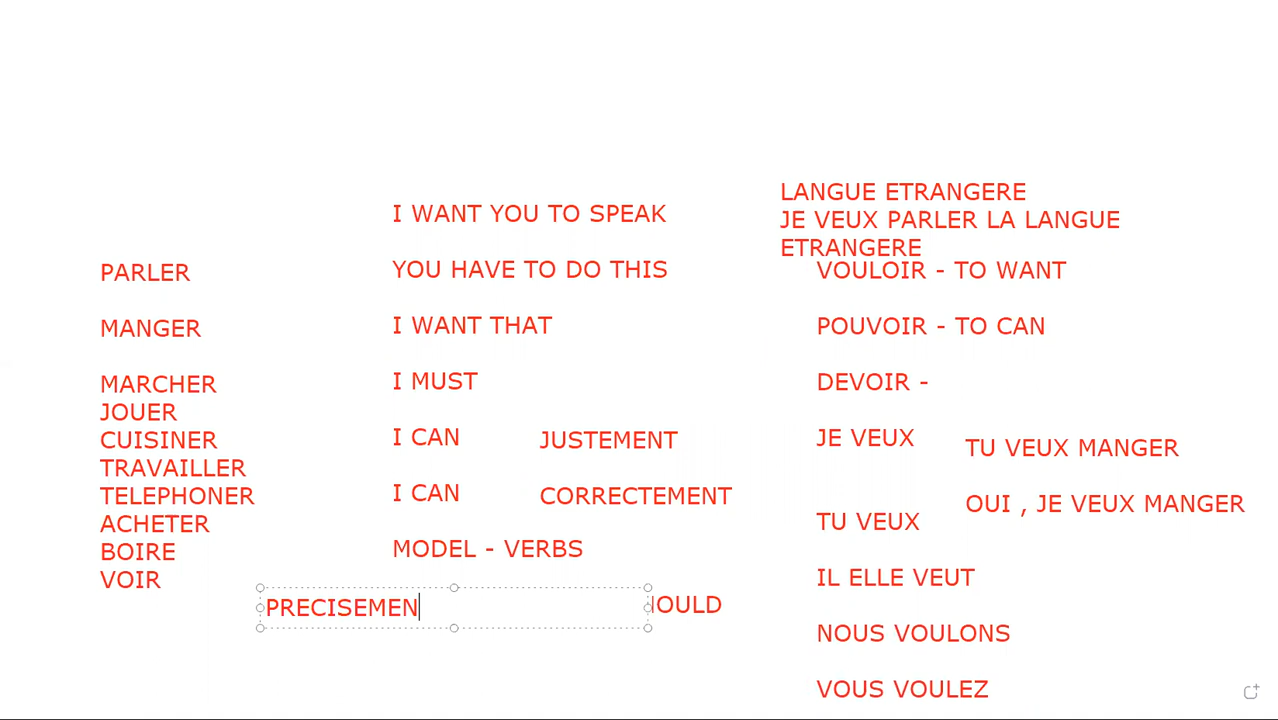 PARLER
MANGER
MARCHER
JOUER
CUISINER
TRAVAILLER
TELEPHONER
ACHETER
BOIRE
VOIR
I WANT YOU TO SPEAK
YOU HAVE TO DO THIS
I WANT THAT
I MUST
I CAN
I CAN
MODEL - VERBS
JUSTEMENT
CORRECTEMENT
PRECISEMEN
LANGUE ETRANGERE
JE VEUX PARLER LA LANGUE
ETRANGERE
VOULOIR - TO WANT
POUVOIR - TO CAN
DEVOIR -
JE VEUX
TU VEUX
IL ELLE VEUT
NOUS VOULONS
VOUS VOULEZ
TU VEUX MANGER
OUI , JE VEUX MANGER